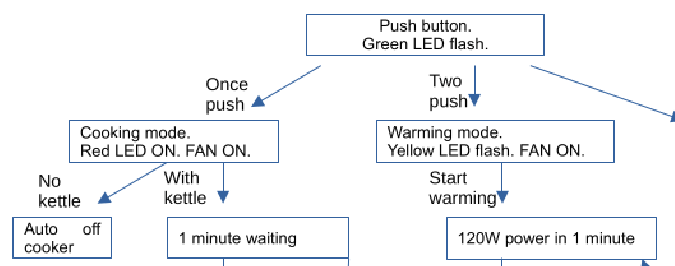 Push button.
Green LED flash.
Once
push
Two
push
Cooking mode.
Red LED ON. FAN ON.
Warming mode.
Yellow LED flash. FAN ON.
No
kettle
With
kettle
Start
warming
Auto off
cooker
1 minute waiting
120W power in 1 minute